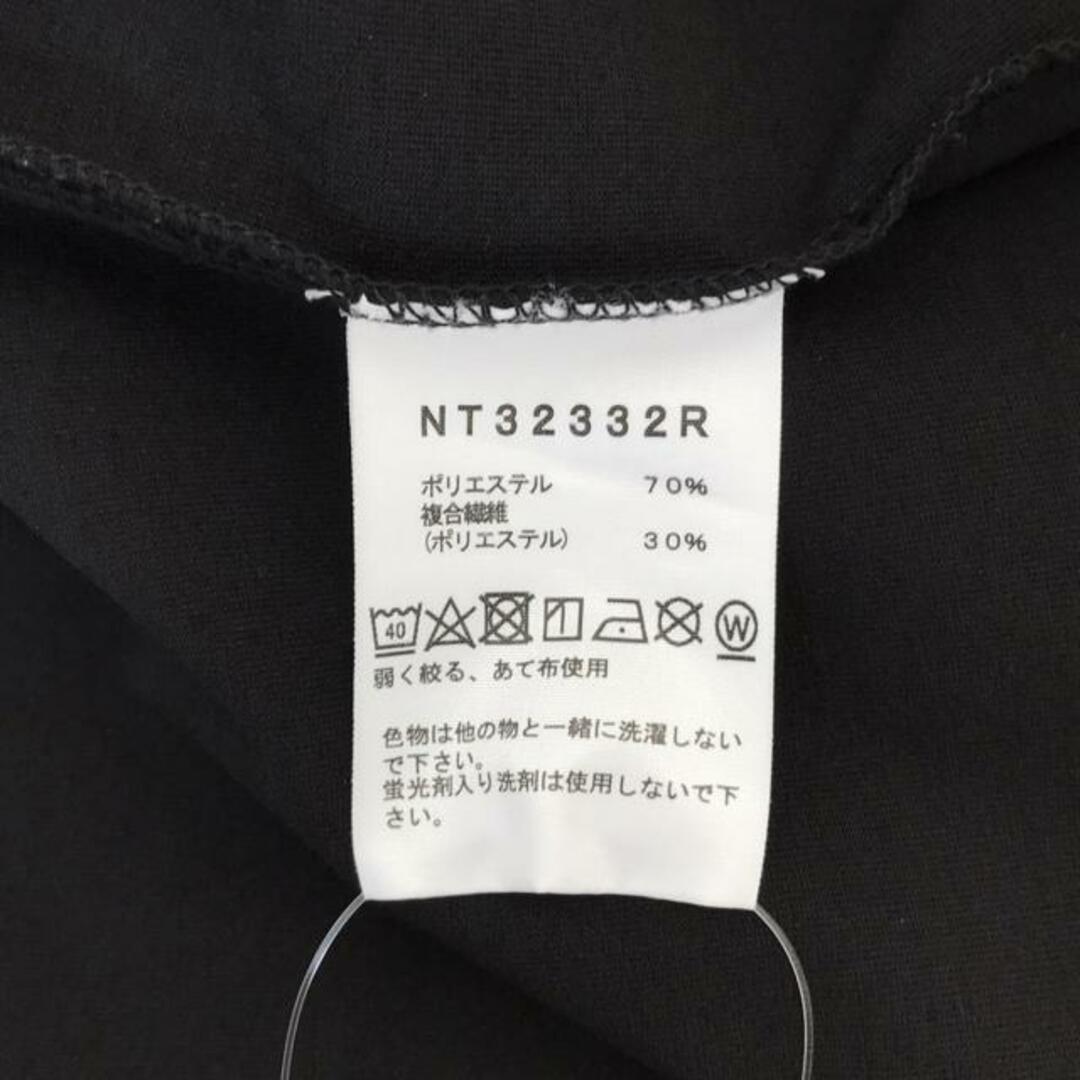 NT32332R
ポリエステル 70%
複合繊維
(ポリエステル) 30%
40 W
弱く絞る、あて布使用
色物は他の物と一緒に洗濯しない
で下さい。
蛍光剤入り洗剤は使用しないで下
さい。